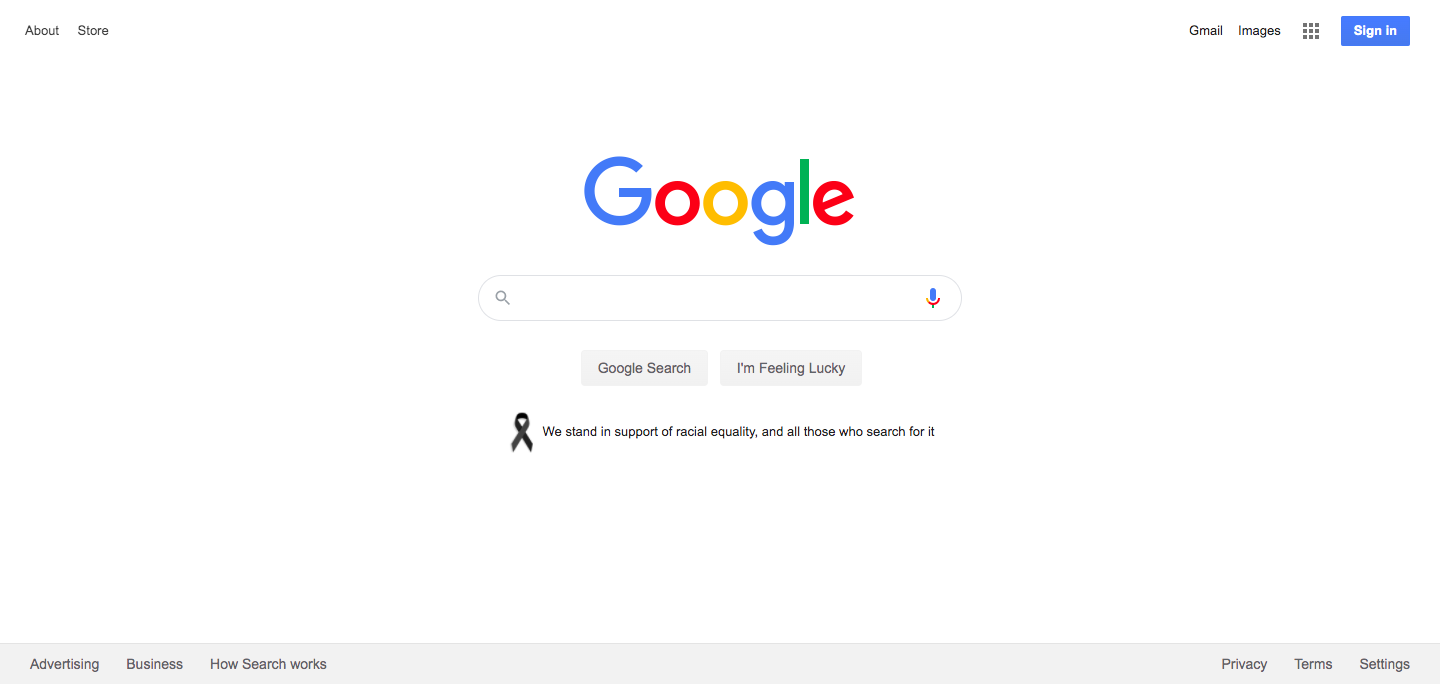 About Store Gmail Images Sign in
Google
Google Search I'm Feeling Lucky
We stand in support of racial equality, and all those who search for it
Advertising Business How Search works Privacy Terms Settings